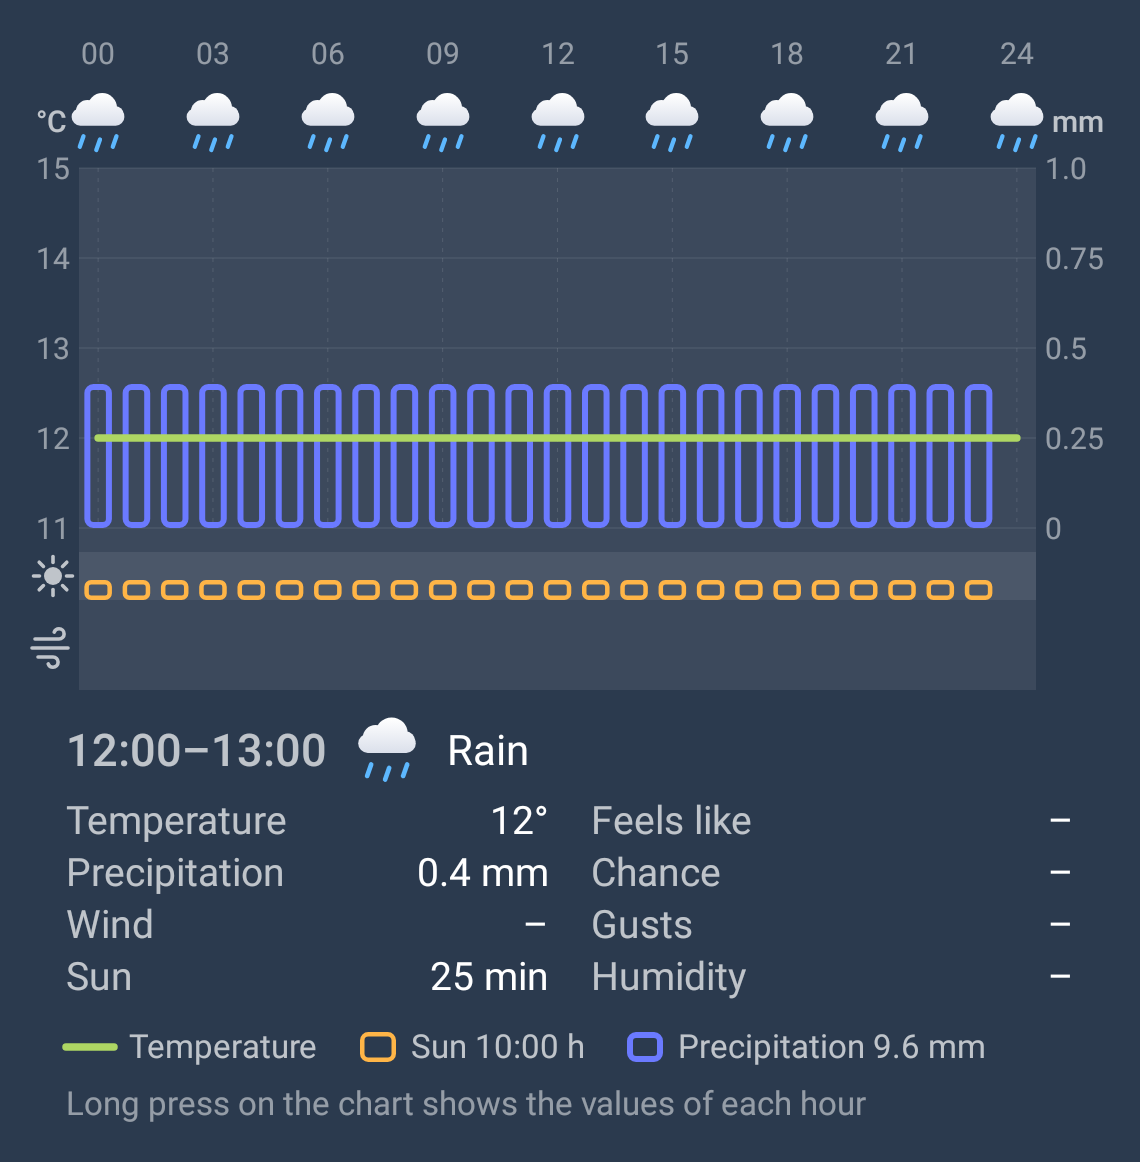 00 03 06 09 12 15 18 21 24
°C mm
15 1.0
14 0.75
13 0.5
12 0.25
11 0
12:00–13:00 Rain
Temperature 12° Feels like –
Precipitation 0.4 mm Chance –
Wind – Gusts –
Sun 25 min Humidity –
Temperature Sun 10:00 h Precipitation 9.6 mm
Long press on the chart shows the values of each hour